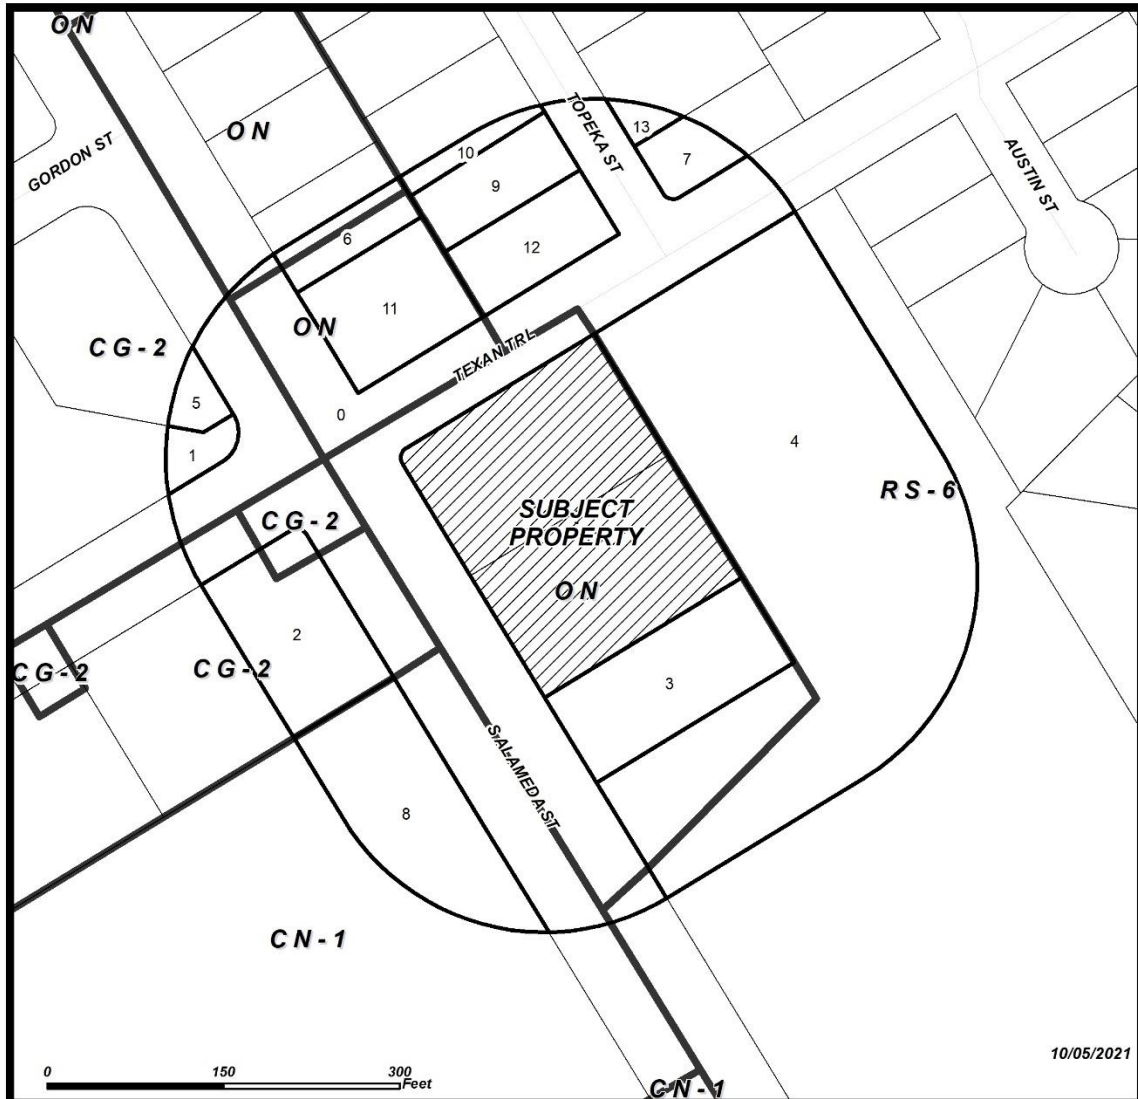 ON
ON
GORDON ST
TOPEKA ST
13
7
AUSTIN ST
10
9
6
12
11
ON
CG-2
TEXAN TRL
5
0
1
4
RS-6
CG-2
SUBJECT
PROPERTY
ON
2
CG-2
CG-2
3
S ALAMEDA ST
8
CN-1
10/05/2021
0 150 300
Feet
CN-1